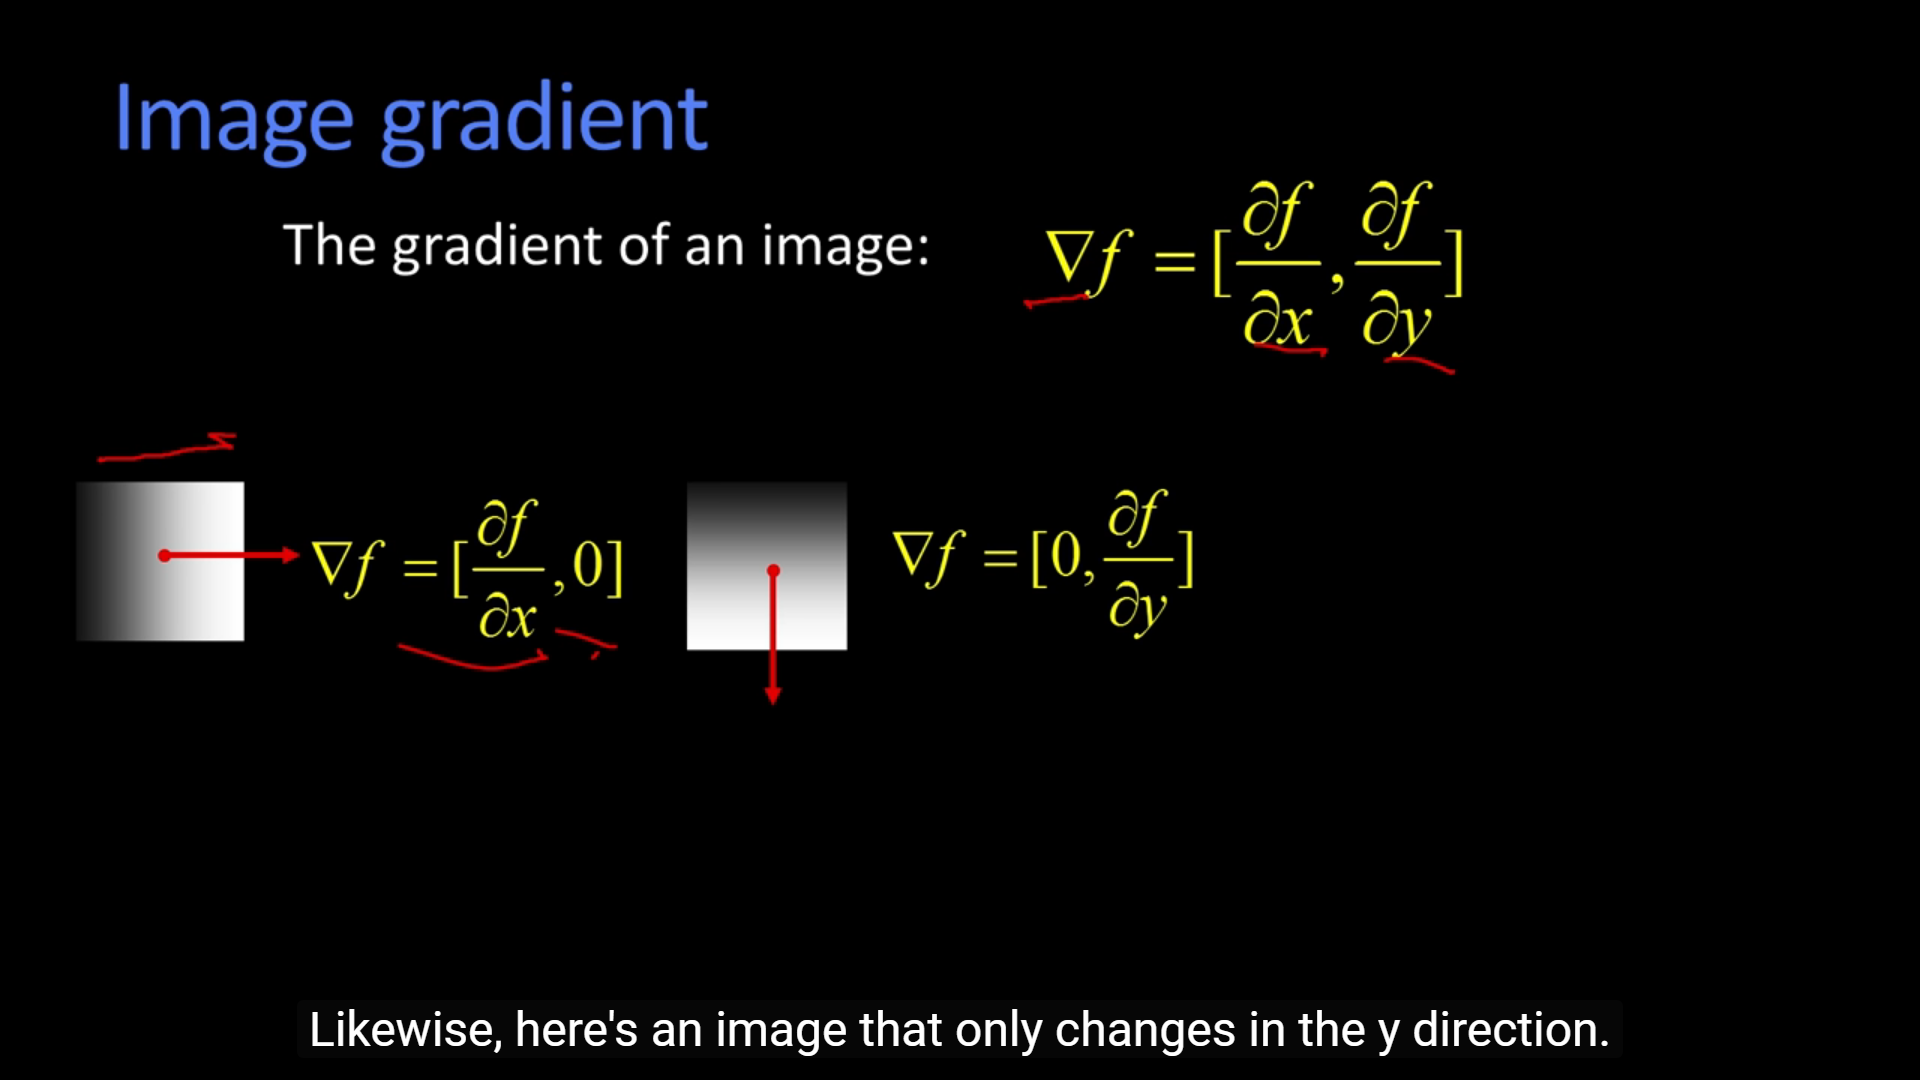 Image gradient
The gradient of an image:
∇f = [∂f/∂x, ∂f/∂y]
∇f = [∂f/∂x, 0]
∇f = [0, ∂f/∂y]
Likewise, here's an image that only changes in the y direction.